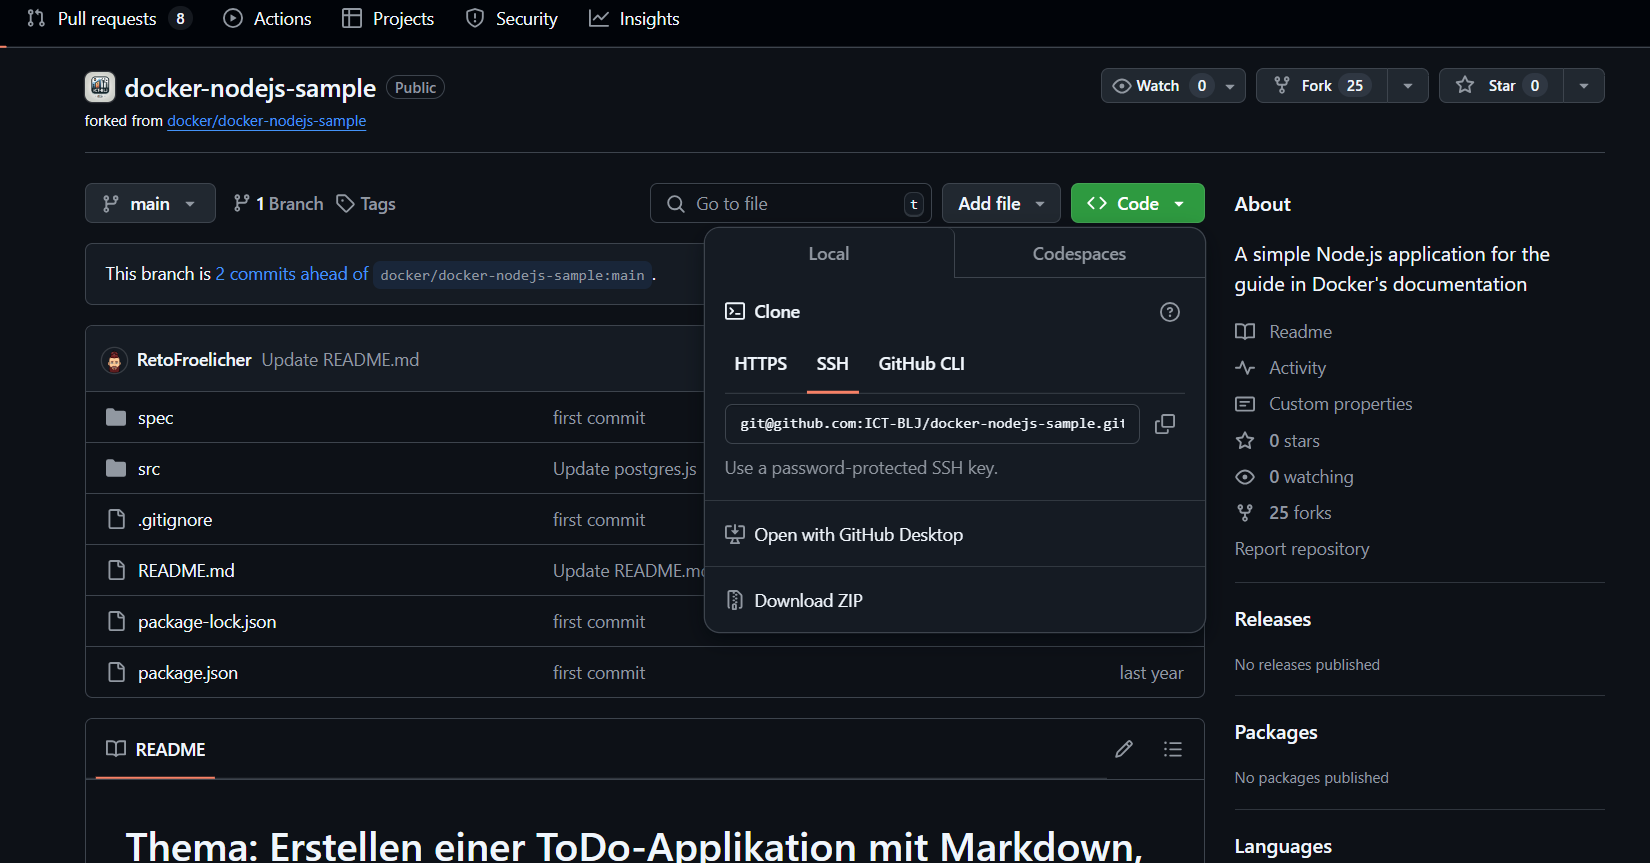 Pull requests 8 Actions Projects Security Insights
docker-nodejs-sample Public
Watch 0 Fork 25 Star 0
forked from docker/docker-nodejs-sample
main 1 Branch Tags
Go to file t Add file <> Code
This branch is 2 commits ahead of docker/docker-nodejs-sample:main.
RetoFroelicher Update README.md
spec first commit
src Update postgres.js
.gitignore first commit
README.md
package-lock.json first commit
package.json first commit last year
Local Codespaces
Clone
HTTPS SSH GitHub CLI
git@github.com:ICT-BLJ/docker-nodejs-sample.git
Use a password-protected SSH key.
Open with GitHub Desktop
Download ZIP
README
Thema: Erstellen einer ToDo-Applikation mit Markdown,
About
A simple Node.js application for the
guide in Docker's documentation
Readme
Activity
Custom properties
0 stars
0 watching
25 forks
Report repository
Releases
No releases published
Packages
No packages published
Languages